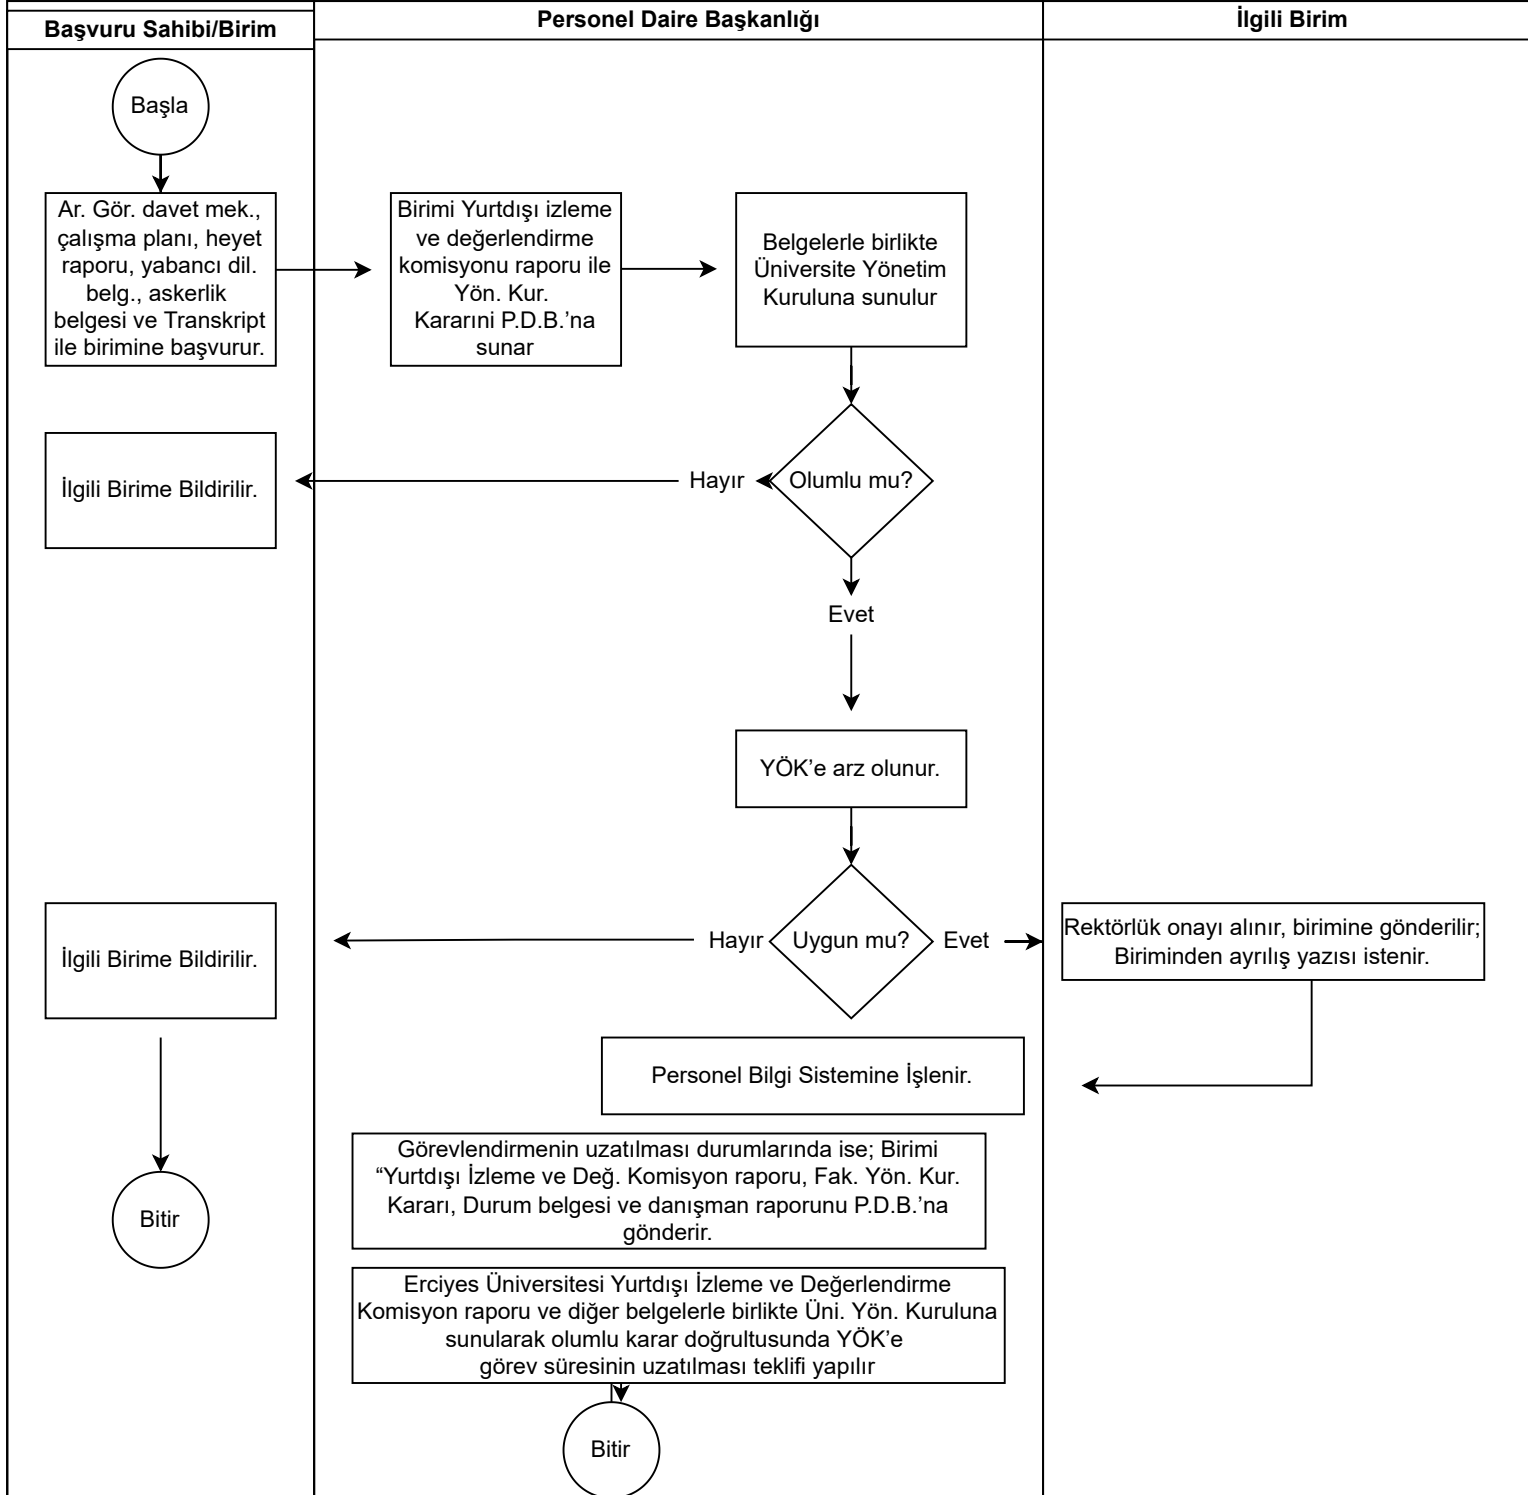 Başvuru Sahibi/Birim
Personel Daire Başkanlığı
İlgili Birim
Başla
Ar. Gör. davet mek.,
çalışma planı, heyet
raporu, yabancı dil.
belg., askerlik
belgesi ve Transkript
ile birimine başvurur.
Birimi Yurtdışı izleme
ve değerlendirme
komisyonu raporu ile
Yön. Kur.
Kararıni P.D.B.’na
sunar
Belgelerle birlikte
Üniversite Yönetim
Kuruluna sunulur
İlgili Birime Bildirilir.
Hayır
Olumlu mu?
Evet
YÖK’e arz olunur.
İlgili Birime Bildirilir.
Hayır
Uygun mu?
Evet
Rektörlük onayı alınır, birimine gönderilir;
Biriminden ayrılış yazısı istenir.
Personel Bilgi Sistemine İşlenir.
Görevlendirmenin uzatılması durumlarında ise; Birimi
“Yurtdışı İzleme ve Değ. Komisyon raporu, Fak. Yön. Kur.
Kararı, Durum belgesi ve danışman raporunu P.D.B.’na
gönderir.
Bitir
Erciyes Üniversitesi Yurtdışı İzleme ve Değerlendirme
Komisyon raporu ve diğer belgelerle birlikte Üni. Yön. Kuruluna
sunularak olumlu karar doğrultusunda YÖK’e
görev süresinin uzatılması teklifi yapılır
Bitir